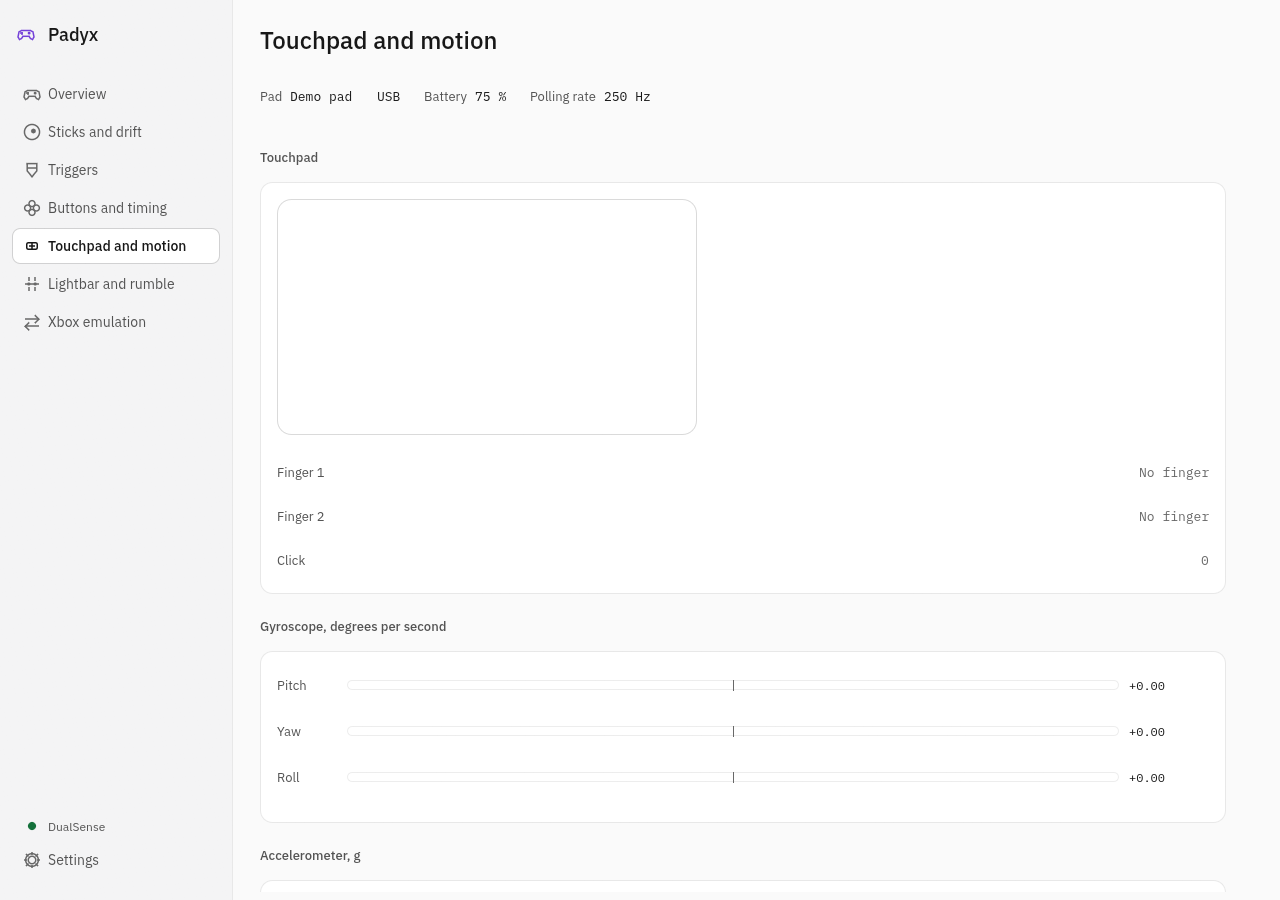 Padyx
Overview
Sticks and drift
Triggers
Buttons and timing
Touchpad and motion
Lightbar and rumble
Xbox emulation
DualSense
Settings
Touchpad and motion
Pad Demo pad USB Battery 75 % Polling rate 250 Hz
Touchpad
Finger 1 No finger
Finger 2 No finger
Click 0
Gyroscope, degrees per second
Pitch +0.00
Yaw +0.00
Roll +0.00
Accelerometer, g